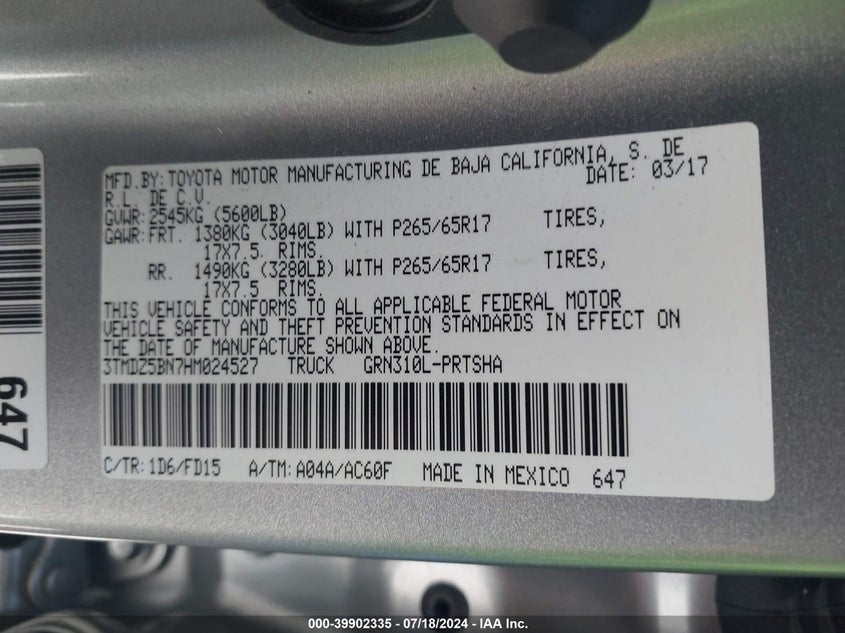 MFD.BY:TOYOTA MOTOR MANUFACTURING DE BAJA CALIFORNIA, S. DE
R.L. DE C.V. DATE: 03/17
GVWR:2545KG (5600LB)
GAWR:FRT. 1380KG (3040LB) WITH P265/65R17 TIRES,
17X7.5 RIMS.
RR. 1490KG (3280LB) WITH P265/65R17 TIRES,
17X7.5 RIMS.
THIS VEHICLE CONFORMS TO ALL APPLICABLE FEDERAL MOTOR
VEHICLE SAFETY AND THEFT PREVENTION STANDARDS IN EFFECT ON
THE DATE OF MANUFACTURE SHOWN ABOVE.
3TMDZ5BN7HM024527 TRUCK GRN310L-PRTSHA
C/TR:1D6/FD15 A/TM:A04A/AC60F MADE IN MEXICO 647
647
000-39902335 - 07/18/2024 - IAA Inc.